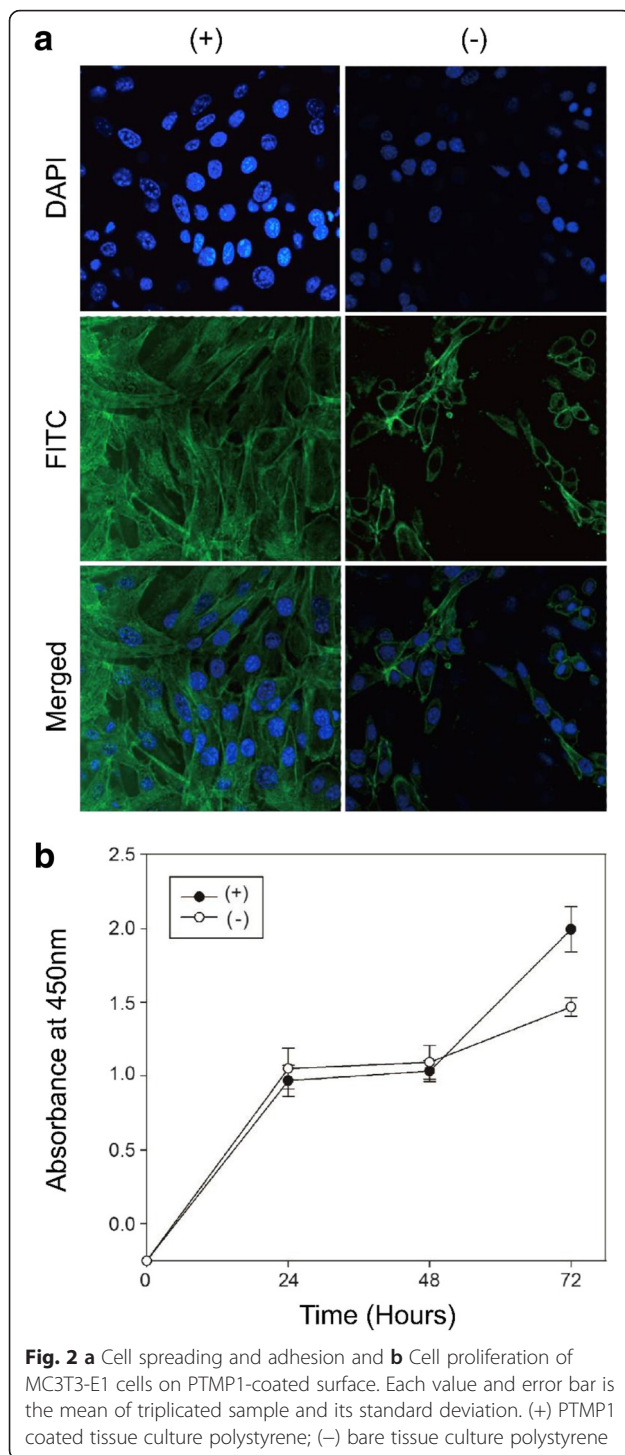 a
(+) (-)
DAPI
FITC
Merged
b
2.5
2.0
1.5
1.0
0.5
0.0
(+)
(-)
Absorbance at 450nm
0 24 48 72
Time (Hours)
Fig. 2 a Cell spreading and adhesion and b Cell proliferation of
MC3T3-E1 cells on PTMP1-coated surface. Each value and error bar is
the mean of triplicated sample and its standard deviation. (+) PTMP1
coated tissue culture polystyrene; (−) bare tissue culture polystyrene